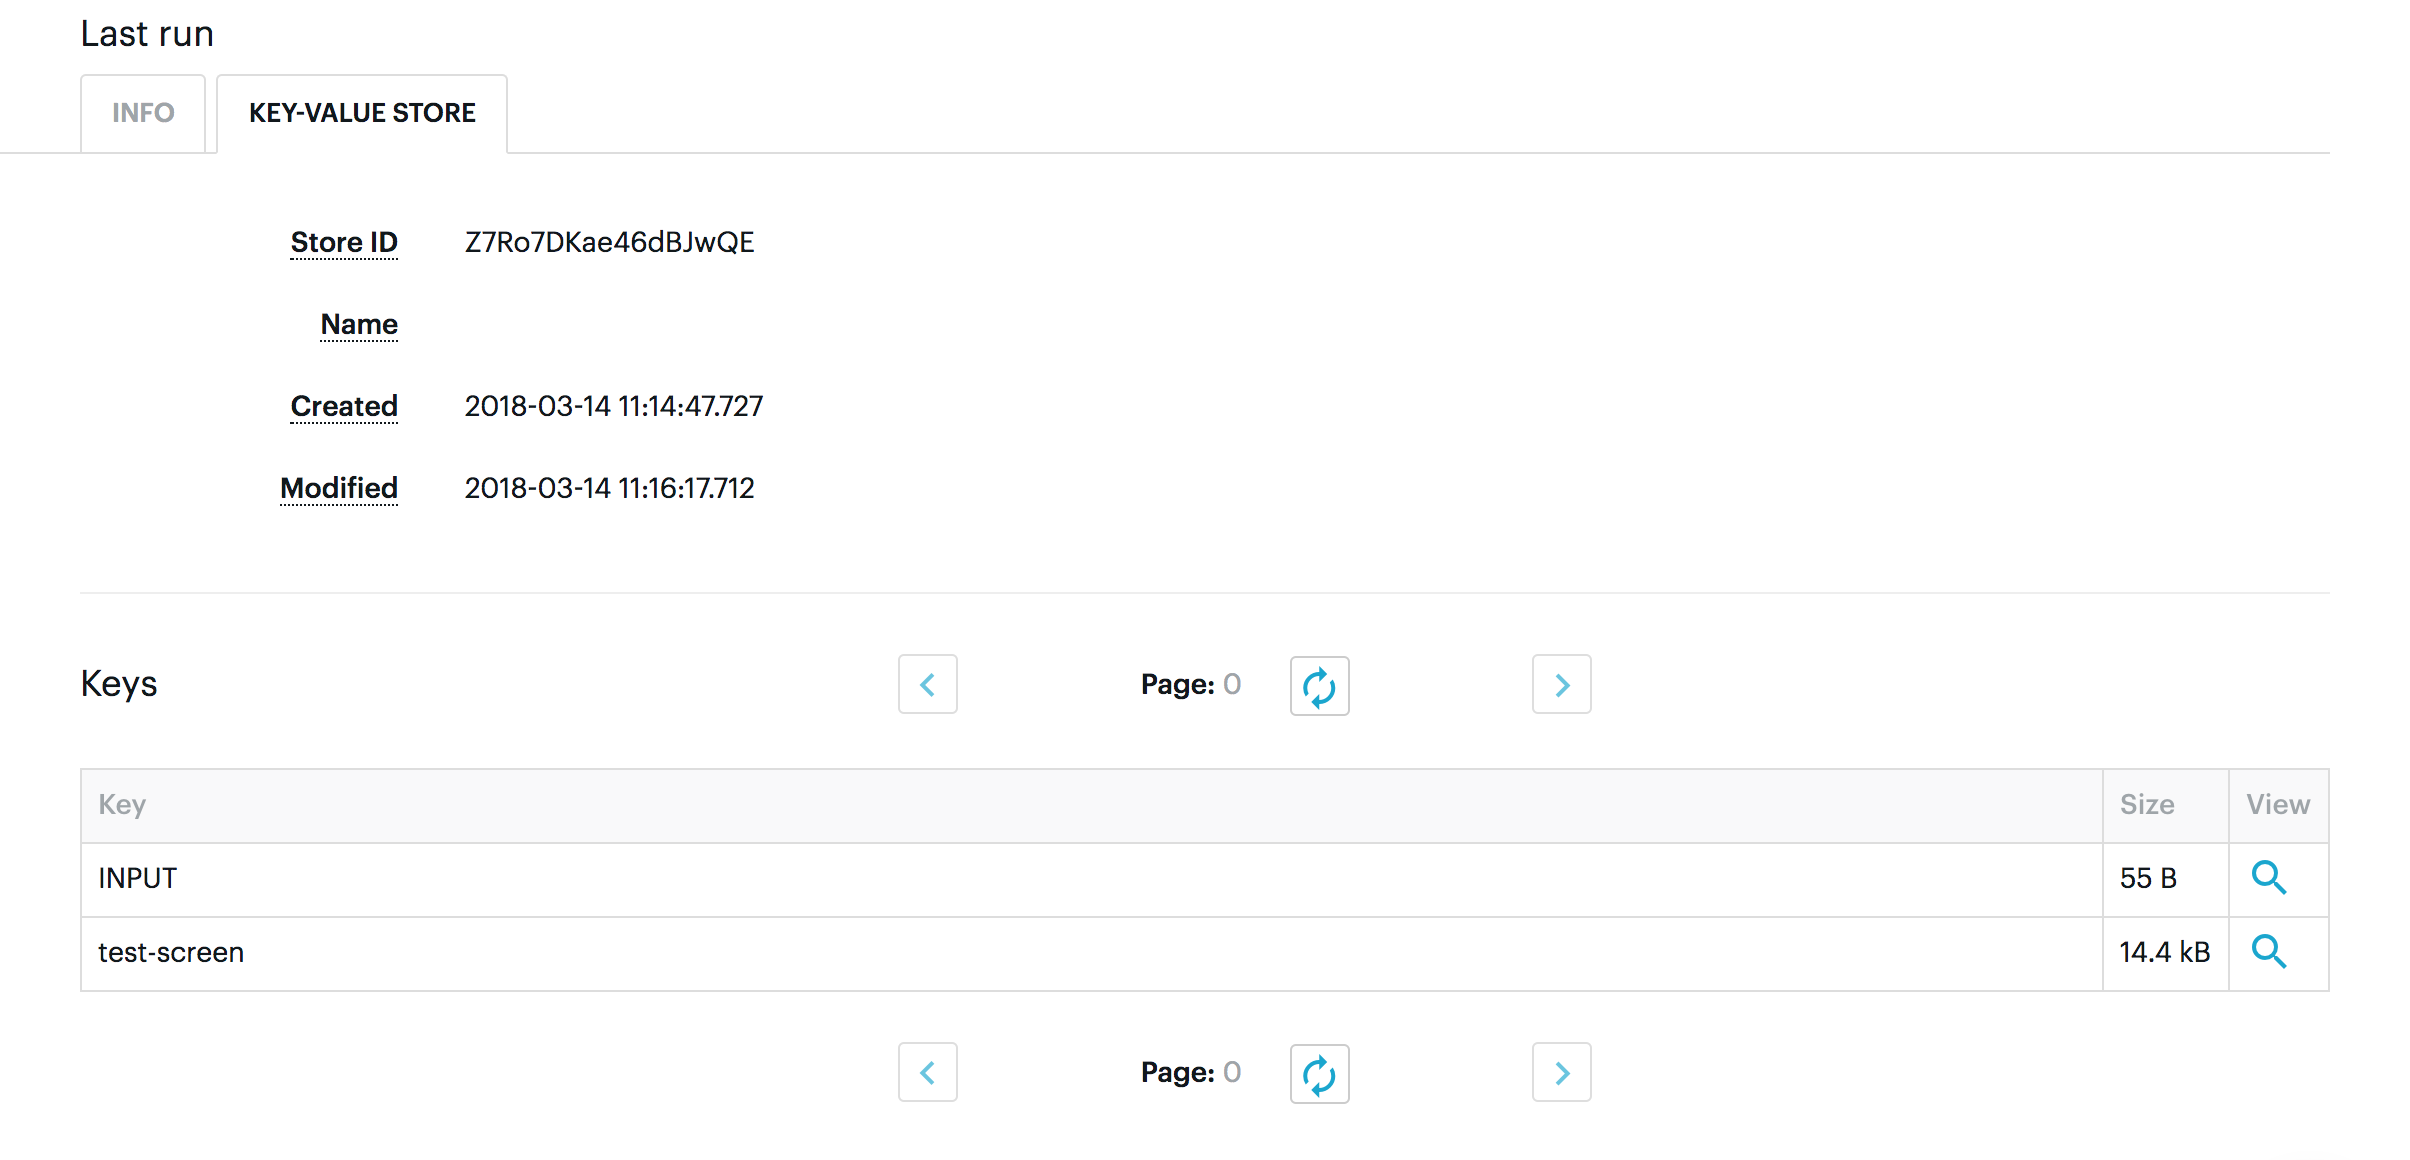 Last run
INFO KEY-VALUE STORE
Store ID Z7Ro7DKae46dBJwQE
Name
Created 2018-03-14 11:14:47.727
Modified 2018-03-14 11:16:17.712
Keys Page: 0
Key Size View
INPUT 55 B
test-screen 14.4 kB
Page: 0